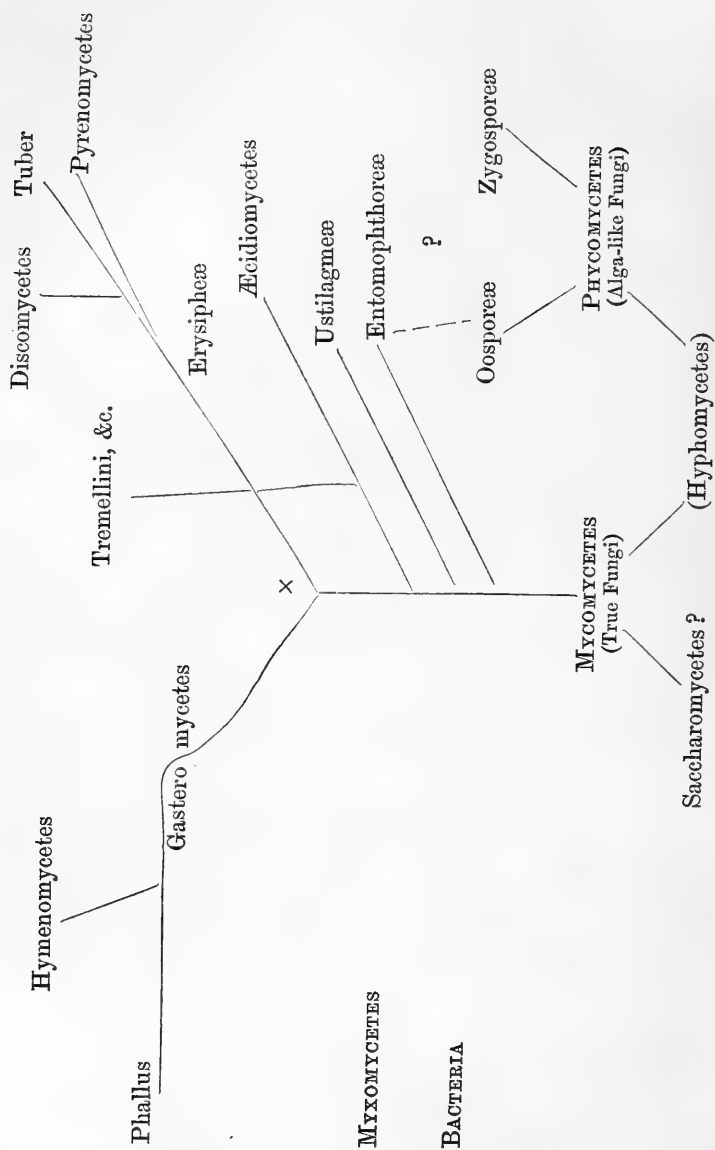 Discomycetes
Tuber
Hymenomycetes
Pyrenomycetes
Tremellini, &c.
Phallus
Gastero mycetes
Erysipheæ
Æcidiomycetes
×
Ustilagmeæ
MYXOMYCETES
Entomophthoreæ
?
BACTERIA
Oosporeæ
Zygosporeæ
MYCOMYCETES
(True Fungi)
PHYCOMYCETES
(Alga-like Fungi)
(Hyphomycetes)
Saccharomycetes?